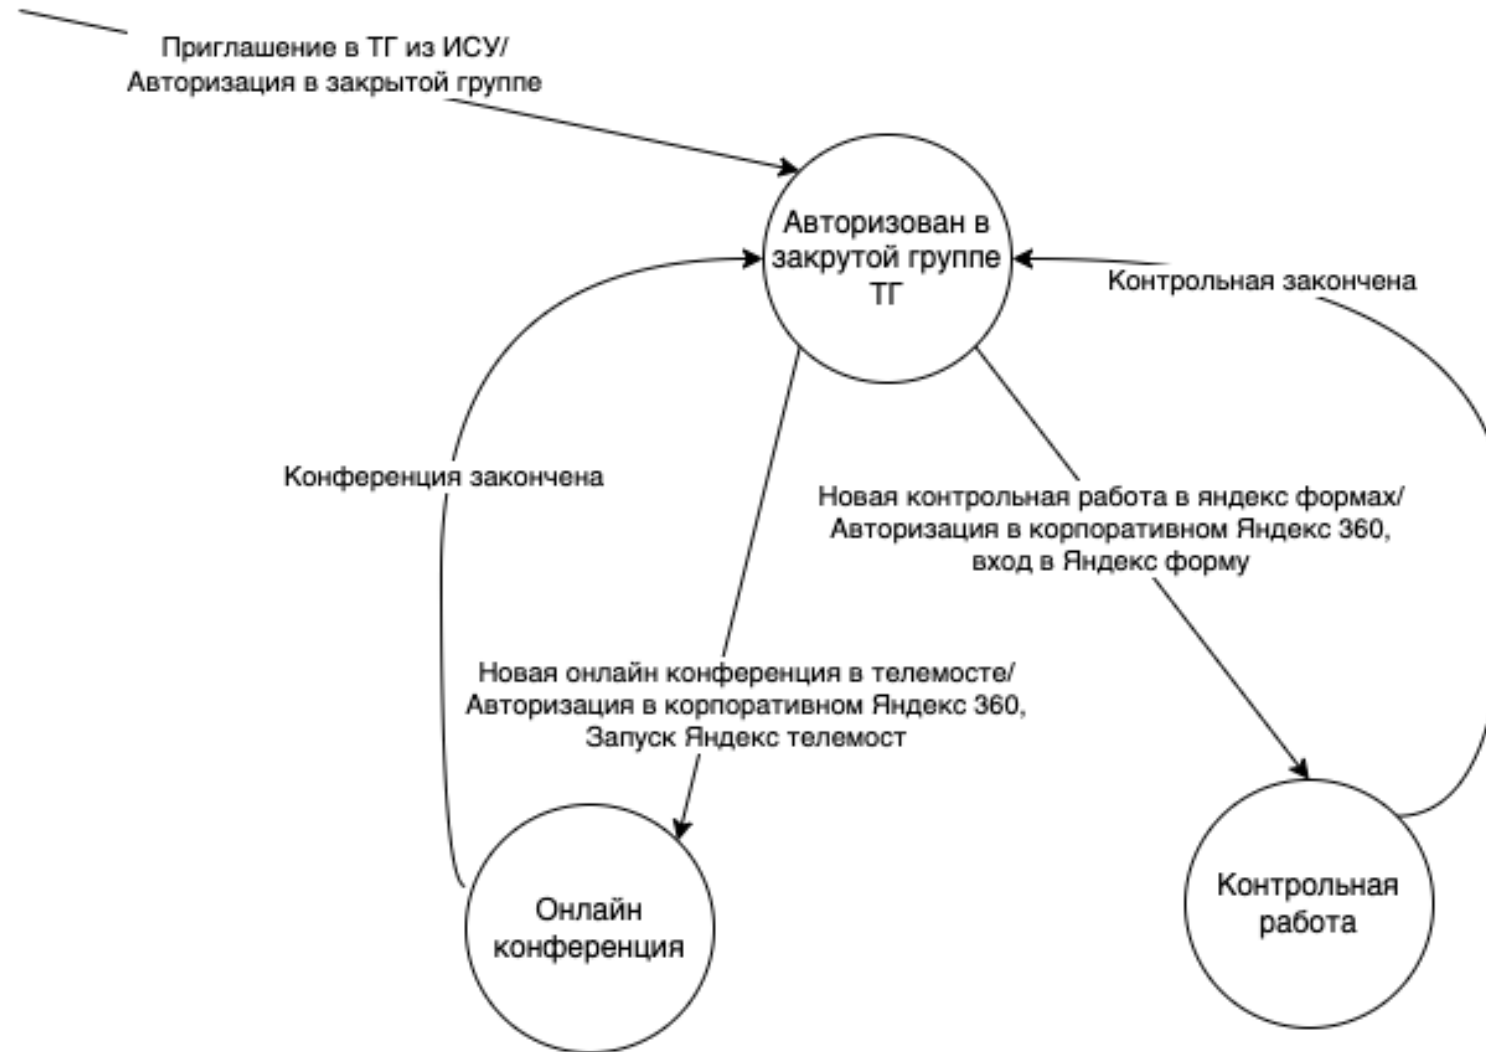 Приглашение в ТГ из ИСУ/
Авторизация в закрытой группе
Авторизован в
закрутой группе
ТГ
Контрольная закончена
Конференция закончена
Новая контрольная работа в яндекс формах/
Авторизация в корпоративном Яндекс 360,
вход в Яндекс форму
Новая онлайн конференция в телемосте/
Авторизация в корпоративном Яндекс 360,
Запуск Яндекс телемост
Контрольная
работа
Онлайн
конференция